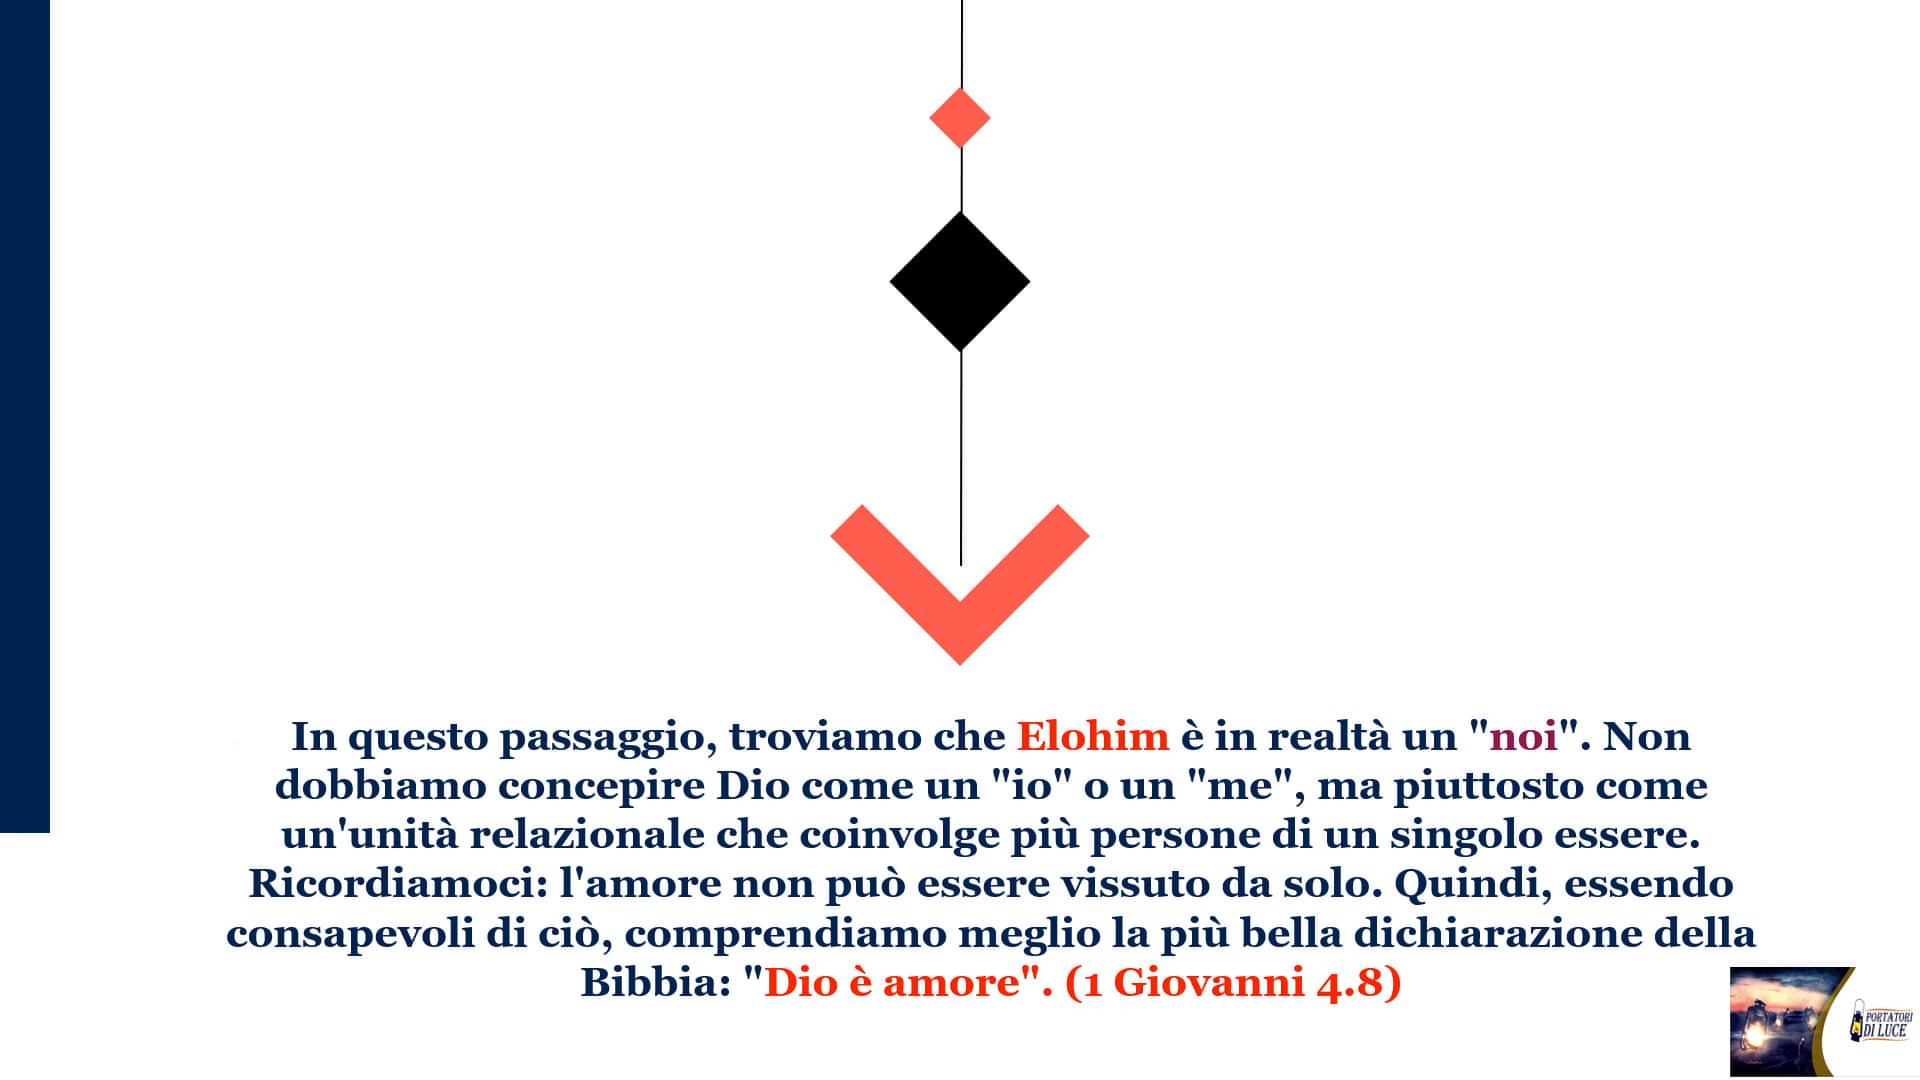 In questo passaggio, troviamo che Elohim è in realtà un "noi". Non
dobbiamo concepire Dio come un "io" o un "me", ma piuttosto come
un'unità relazionale che coinvolge più persone di un singolo essere.
Ricordiamoci: l'amore non può essere vissuto da solo. Quindi, essendo
consapevoli di ciò, comprendiamo meglio la più bella dichiarazione della
Bibbia: "Dio è amore". (1 Giovanni 4.8)
PORTATORI
DI LUCE